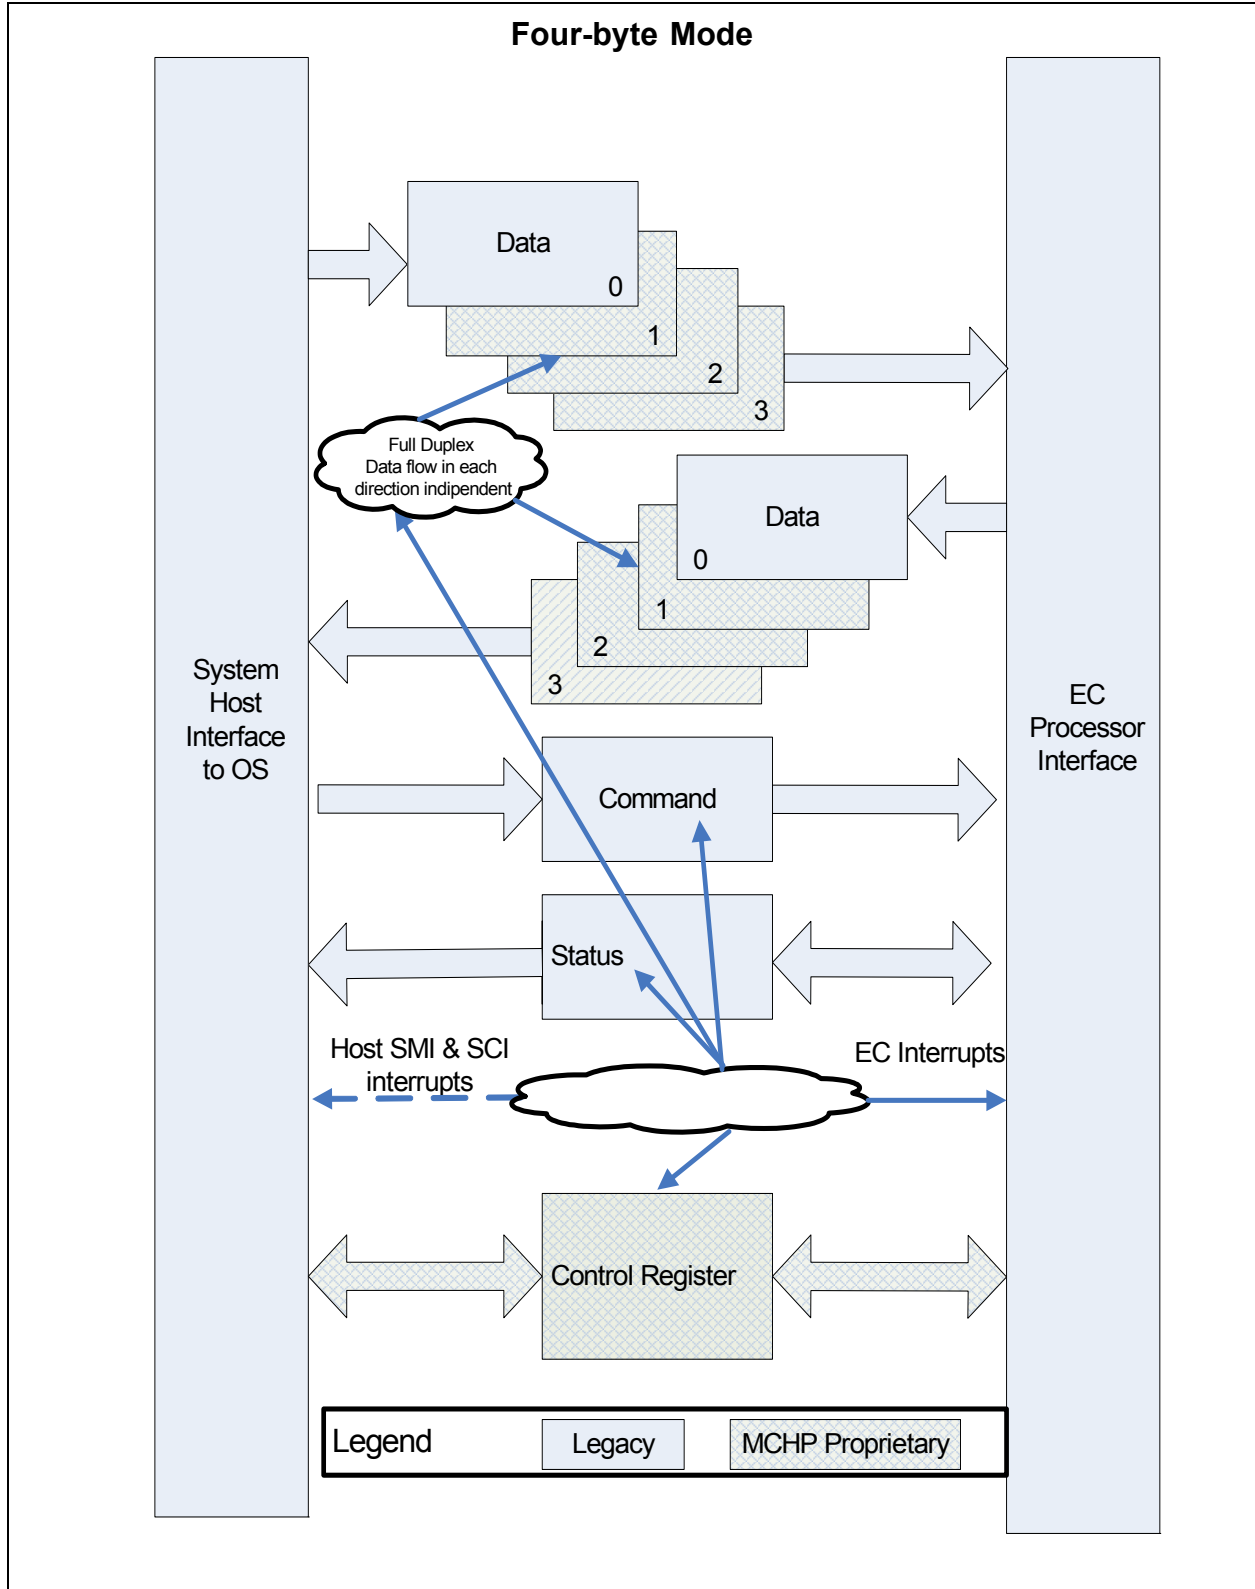 Four-byte Mode
Data
0
1
2
3
Full Duplex
Data flow in each
direction indipendent
Data
0
1
2
3
System
Host
Interface
to OS
EC
Processor
Interface
Command
Status
Host SMI & SCI
interrupts
EC Interrupts
Control Register
Legend
Legacy
MCHP Proprietary